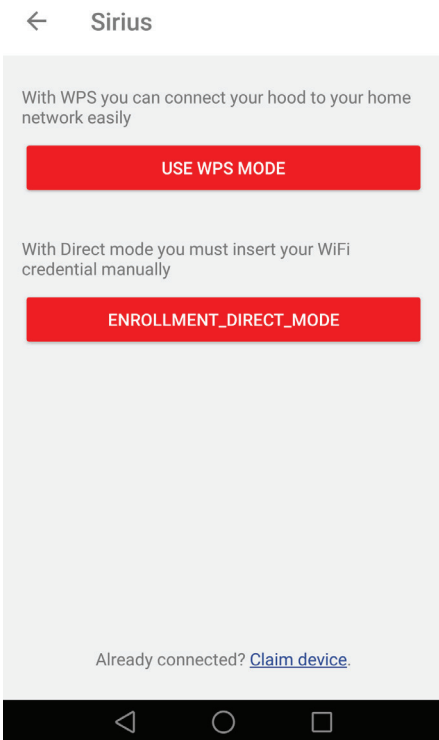 Sirius
With WPS you can connect your hood to your home
network easily
USE WPS MODE
With Direct mode you must insert your WiFi
credential manually
ENROLLMENT_DIRECT_MODE
Already connected? Claim device.